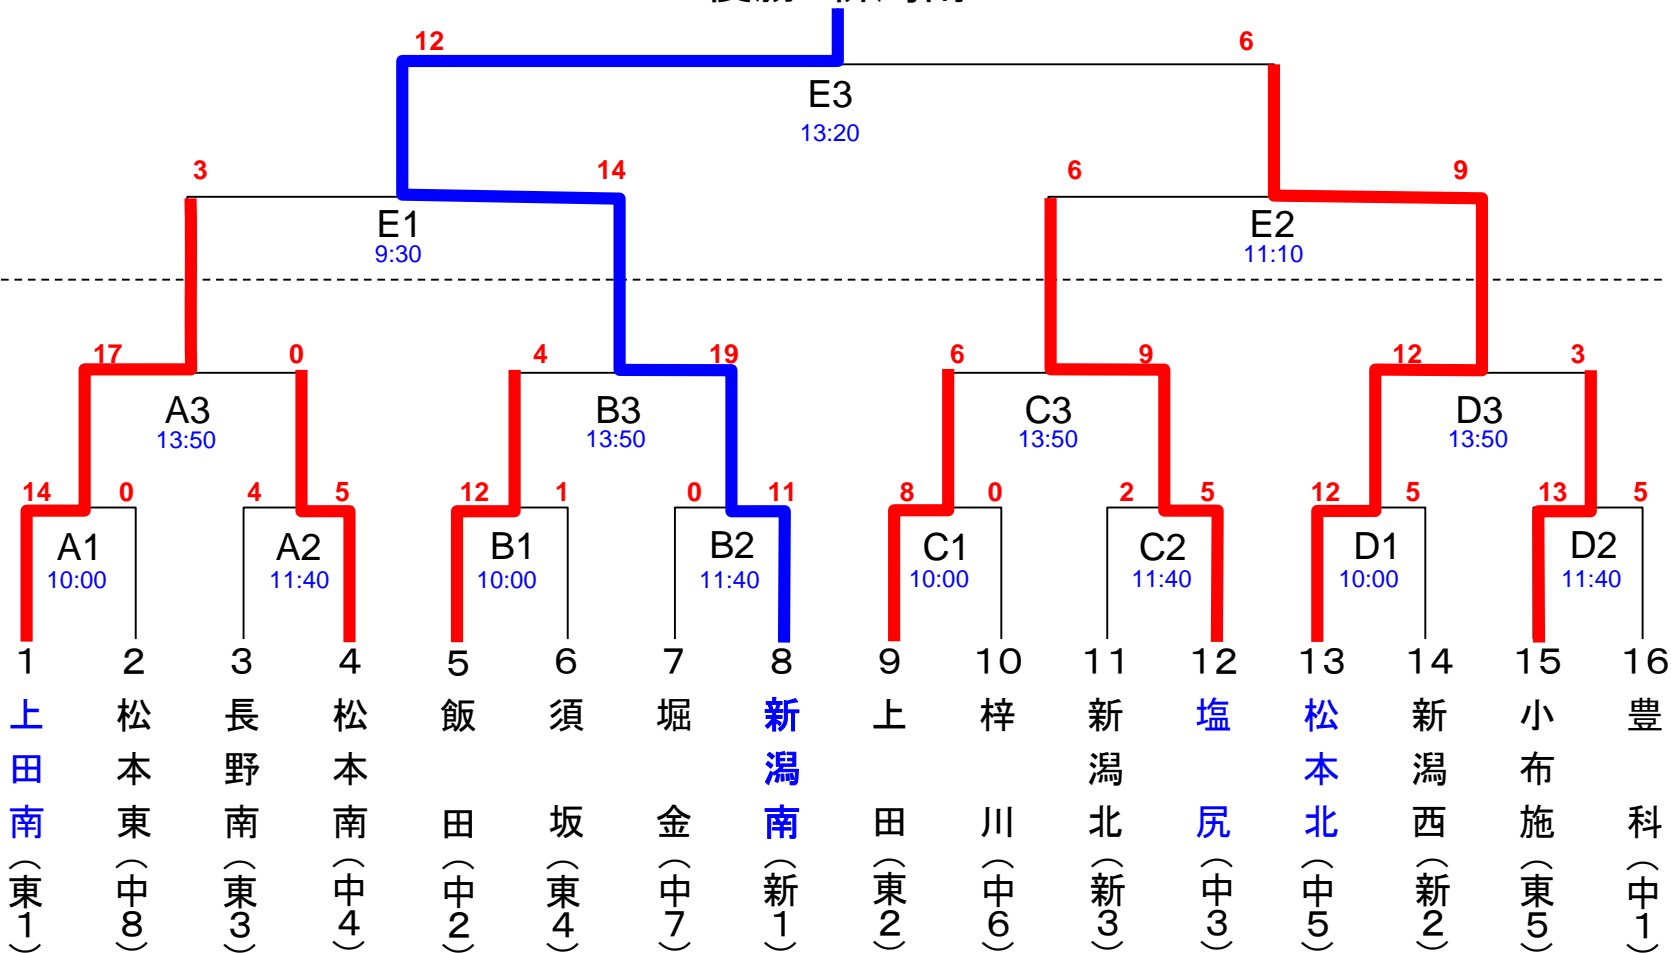 12 6
E3
13:20
3 14 6 9
E1 E2
9:30 11:10
17 0 4 19 6 9 12 3
A3 B3 C3 D3
13:50 13:50 13:50 13:50
14 0 4 5 12 1 0 11 8 0 2 5 12 5 13 5
A1 A2 B1 B2 C1 C2 D1 D2
10:00 11:40 10:00 11:40 10:00 11:40 10:00 11:40
1 2 3 4 5 6 7 8 9 10 11 12 13 14 15 16
上田南(東1)
松本東(中8)
長野南(東3)
松本南(中4)
飯田(中2)
須坂(東4)
堀金(中7)
新潟南(新1)
上田(東2)
梓川(中6)
新潟北(新3)
塩尻(中3)
松本北(中5)
新潟西(新2)
小布施(東5)
豊科(中1)